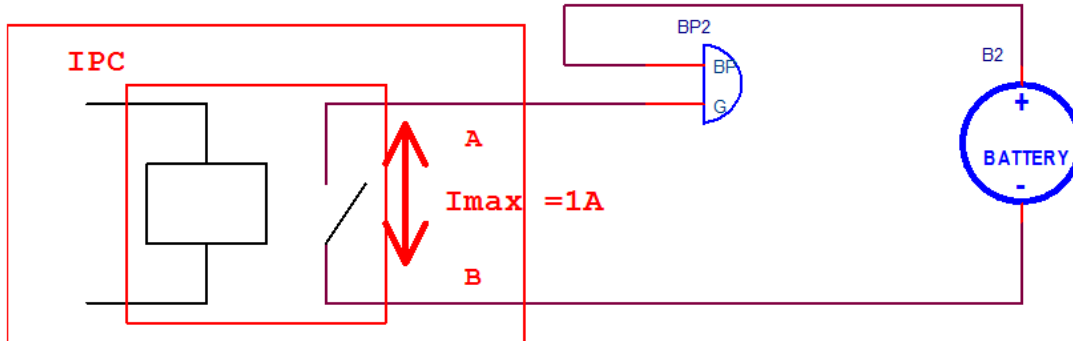 BP2
IPC
B2
BP
G
+
A
BATTERY
Imax =1A
-
B